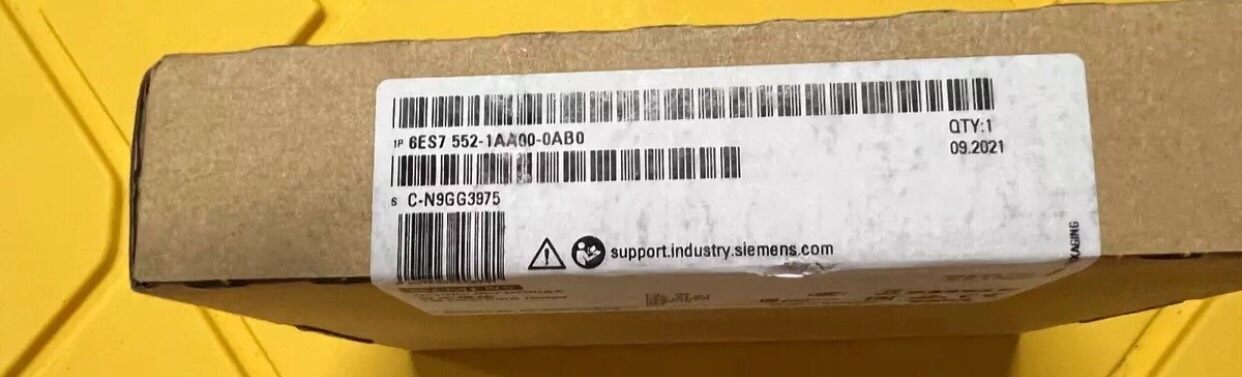 1P 6ES7 552-1AA00-0AB0
QTY:1
09.2021
S C-N9GG3975
support.industry.siemens.com